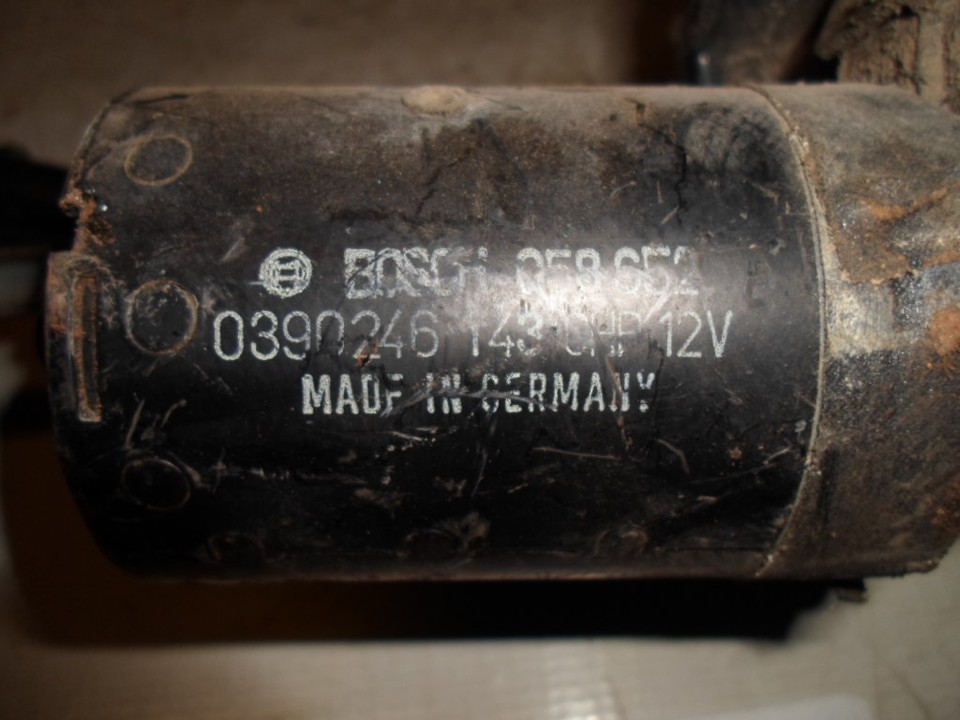 BOSCH 058 652
0390246 143 CHP 12V
MADE IN GERMANY